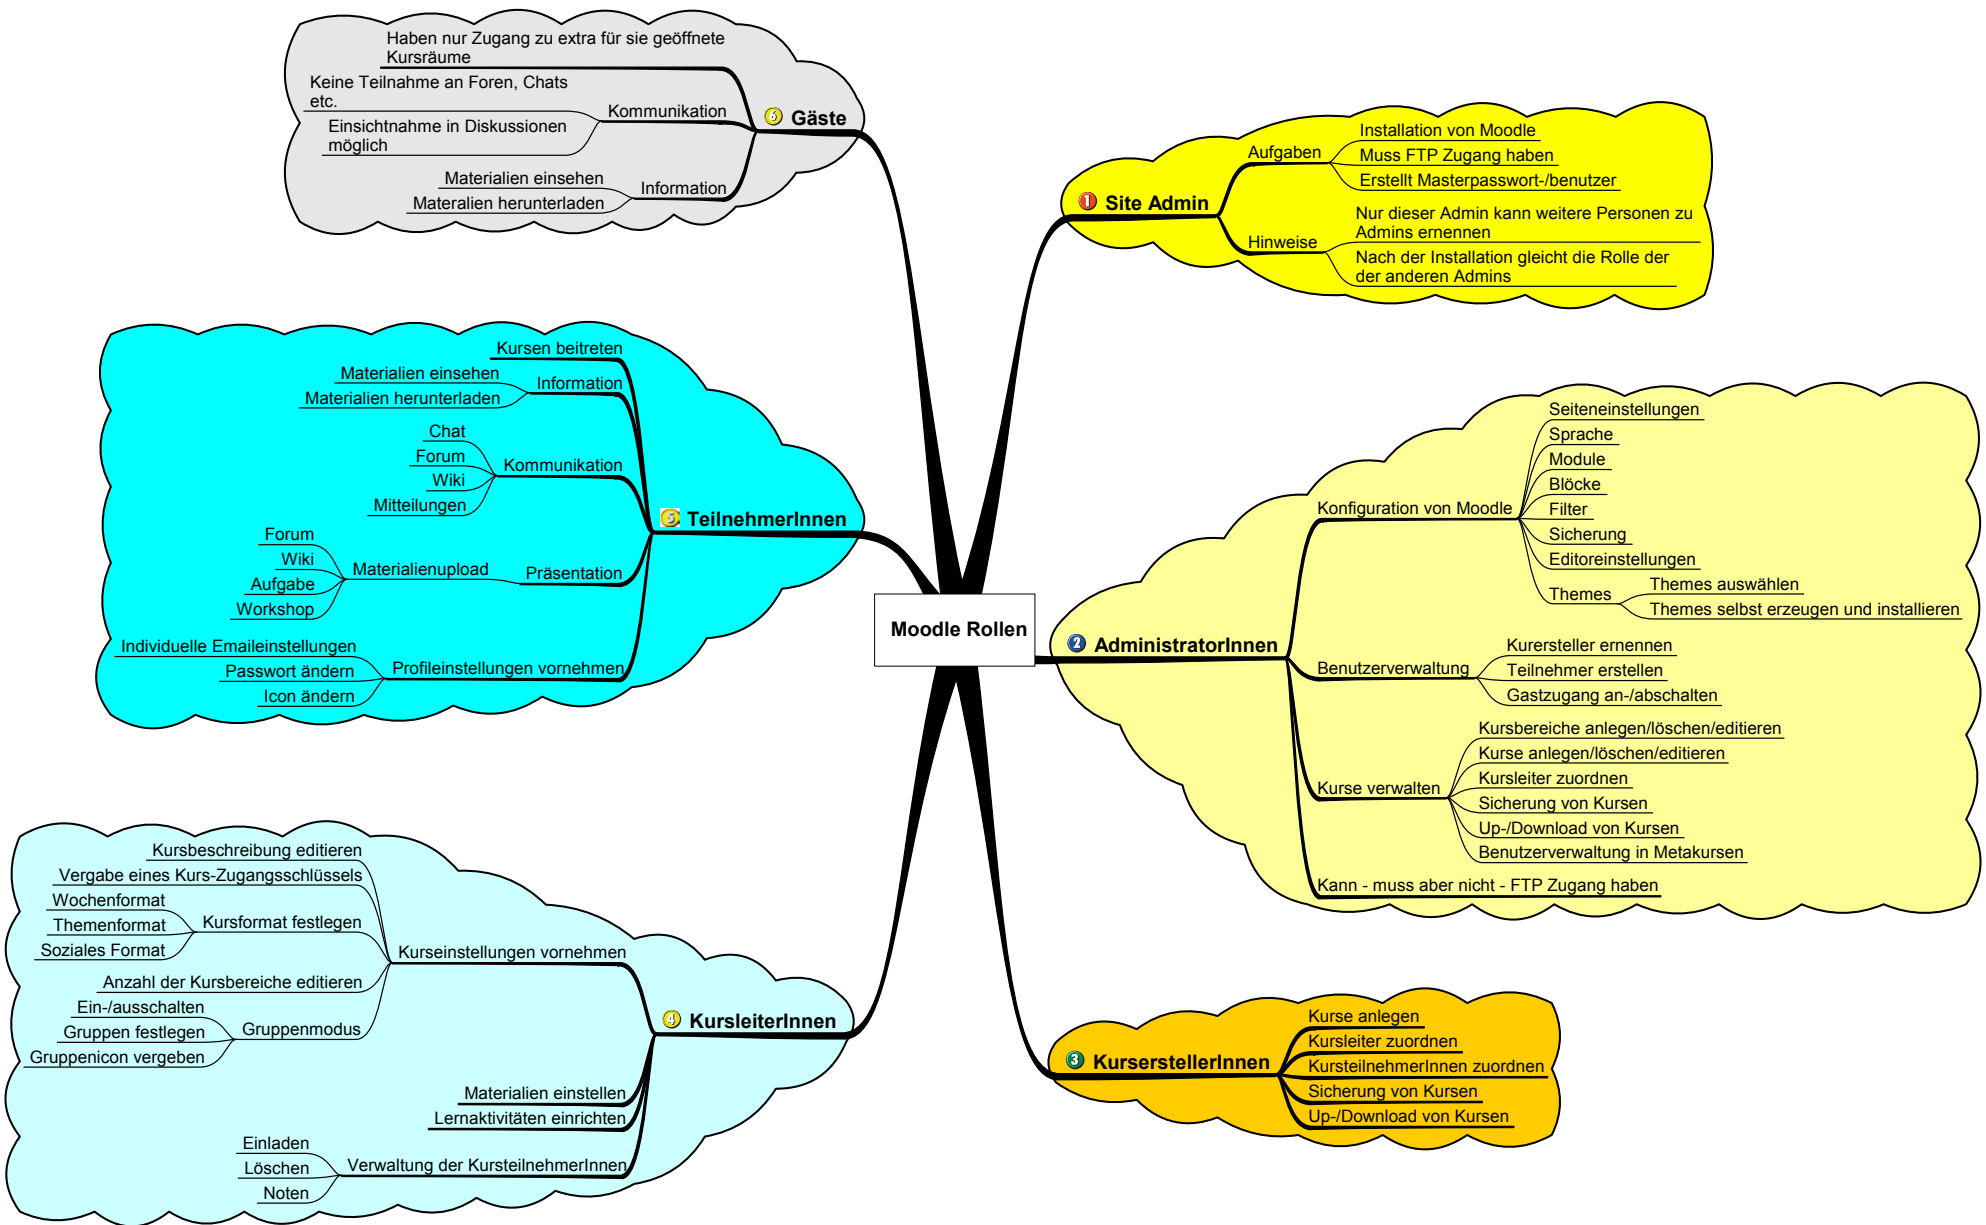 Moodle Rollen
1 Site Admin
Aufgaben
Installation von Moodle
Muss FTP Zugang haben
Erstellt Masterpasswort-/benutzer
Hinweise
Nur dieser Admin kann weitere Personen zu
Admins ernennen
Nach der Installation gleicht die Rolle der
der anderen Admins
2 AdministratorInnen
Konfiguration von Moodle
Seiteneinstellungen
Sprache
Module
Blöcke
Filter
Sicherung
Editoreinstellungen
Themes
Themes auswählen
Themes selbst erzeugen und installieren
Benutzerverwaltung
Kurersteller ernennen
Teilnehmer erstellen
Gastzugang an-/abschalten
Kurse verwalten
Kursbereiche anlegen/löschen/editieren
Kurse anlegen/löschen/editieren
Kursleiter zuordnen
Sicherung von Kursen
Up-/Download von Kursen
Benutzerverwaltung in Metakursen
Kann - muss aber nicht - FTP Zugang haben
3 KurserstellerInnen
Kurse anlegen
Kursleiter zuordnen
KursteilnehmerInnen zuordnen
Sicherung von Kursen
Up-/Download von Kursen
4 KursleiterInnen
Kurseinstellungen vornehmen
Kursbeschreibung editieren
Vergabe eines Kurs-Zugangsschlüssels
Kursformat festlegen
Wochenformat
Themenformat
Soziales Format
Anzahl der Kursbereiche editieren
Gruppenmodus
Ein-/ausschalten
Gruppen festlegen
Gruppenicon vergeben
Materialien einstellen
Lernaktivitäten einrichten
Verwaltung der KursteilnehmerInnen
Einladen
Löschen
Noten
5 TeilnehmerInnen
Kursen beitreten
Information
Materialien einsehen
Materialien herunterladen
Kommunikation
Chat
Forum
Wiki
Mitteilungen
Präsentation
Materialienupload
Forum
Wiki
Aufgabe
Workshop
Profileinstellungen vornehmen
Individuelle Emaileinstellungen
Passwort ändern
Icon ändern
6 Gäste
Haben nur Zugang zu extra für sie geöffnete
Kursräume
Kommunikation
Keine Teilnahme an Foren, Chats
etc.
Einsichtnahme in Diskussionen
möglich
Information
Materialien einsehen
Materalien herunterladen